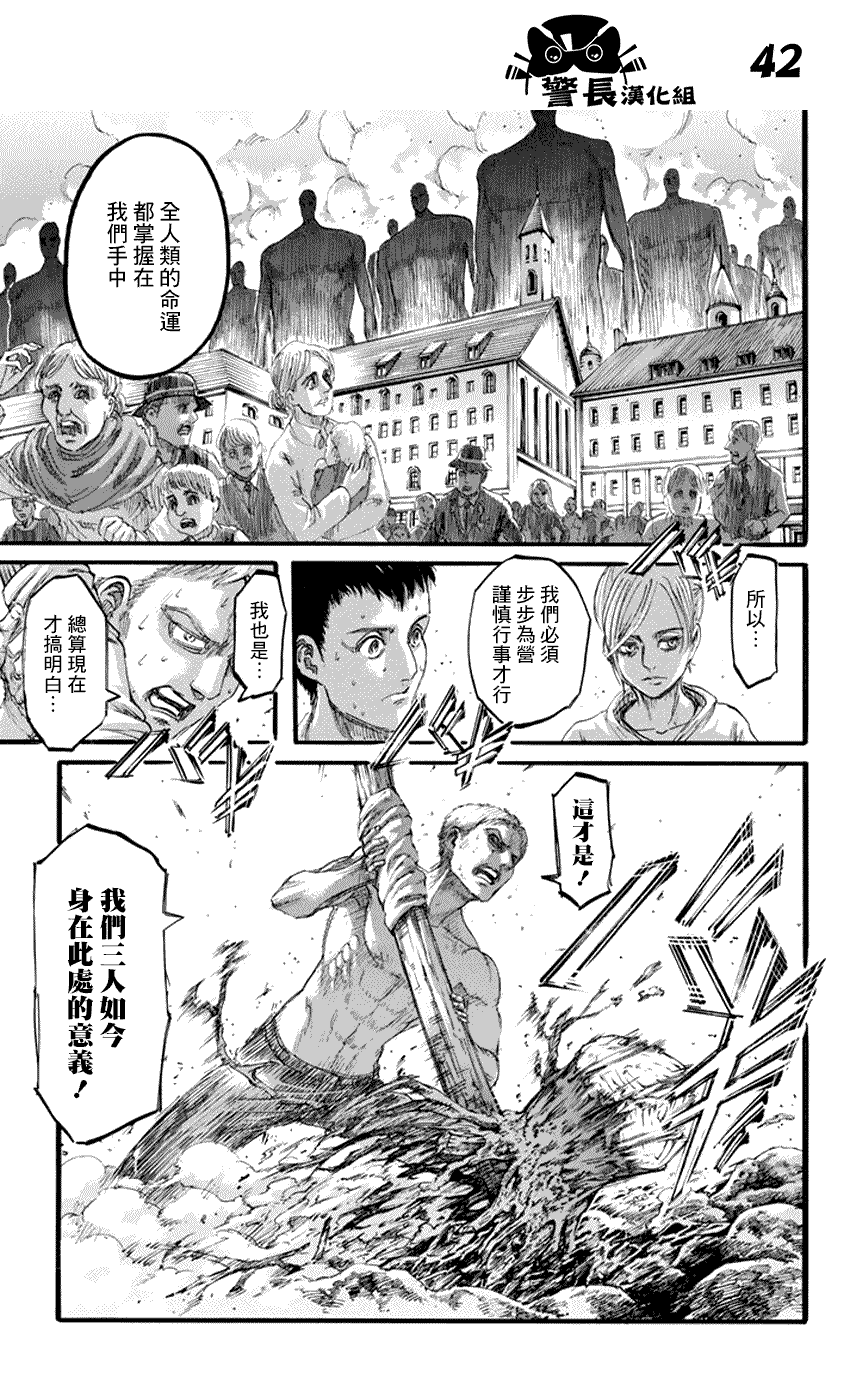 警長漢化組
42
全人類的命運
都掌握在
我們手中
所以…
我們必須
步步為營
謹慎行事才行
我也是…
總算現在
才搞明白…
這才是！
我們三人如今
身在此處的意義！